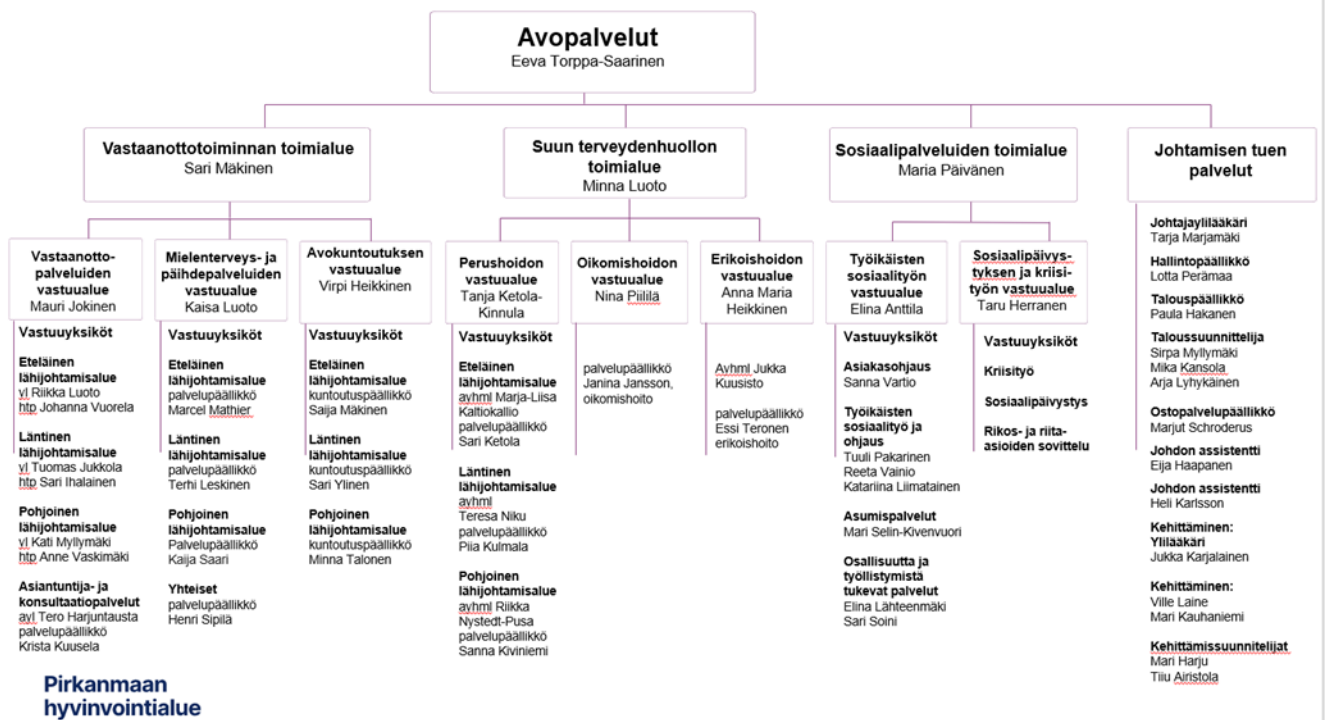 Avopalvelut
Eeva Torppa-Saarinen
Vastaanottotoiminnan toimialue
Sari Mäkinen
Suun terveydenhuollon
toimialue
Minna Luoto
Sosiaalipalveluiden toimialue
Maria Päivänen
Johtamisen tuen
palvelut
Vastaanotto-
palveluiden
vastuualue
Mauri Jokinen
Vastuuyksiköt
Eteläinen
lähijohtamisalue
yl Riikka Luoto
htp Johanna Vuorela
Läntinen
lähijohtamisalue
yl Tuomas Jukkola
htp Sari Ihalainen
Pohjoinen
lähijohtamisalue
yl Kati Myllymäki
htp Anne Vaskimäki
Asiantuntija- ja
konsultaatiopalvelut
ayl Tero Harjuntausta
palvelupäällikkö
Krista Kuusela
Mielenterveys- ja
päihdepalveluiden
vastuualue
Kaisa Luoto
Vastuuyksiköt
Eteläinen
lähijohtamisalue
palvelupäällikkö
Marcel Mathier
Läntinen
lähijohtamisalue
palvelupäällikkö
Terhi Leskinen
Pohjoinen
lähijohtamisalue
Palvelupäällikkö
Kaija Saari
Yhteiset
palvelupäällikkö
Henri Sipilä
Avokuntoutuksen
vastuualue
Virpi Heikkinen
Vastuuyksiköt
Eteläinen
lähijohtamisalue
kuntoutuspäällikkö
Saija Mäkinen
Läntinen
lähijohtamisalue
kuntoutuspäällikkö
Sari Ylinen
Pohjoinen
lähijohtamisalue
kuntoutuspäällikkö
Minna Talonen
Perushoidon
vastuualue
Tanja Ketola-
Kinnula
Vastuuyksiköt
Eteläinen
lähijohtamisalue
ayhml Marja-Liisa
Kaltiokallio
palvelupäällikkö
Sari Ketola
Läntinen
lähijohtamisalue
ayhml
Teresa Niku
palvelupäällikkö
Piia Kulmala
Pohjoinen
lähijohtamisalue
ayhml Riikka
Nystedt-Pusa
palvelupäällikkö
Sanna Kiviniemi
Oikomishoidon
vastuualue
Nina Piililä
palvelupäällikkö
Janina Jansson,
oikomishoito
Erikoishoidon
vastuualue
Anna Maria
Heikkinen
Ayhml Jukka
Kuusisto
palvelupäällikkö
Essi Teronen
erikoishoito
Työikäisten
sosiaalityön
vastuualue
Elina Anttila
Vastuuyksiköt
Asiakasohjaus
Sanna Vartio
Työikäisten
sosiaalityö ja
ohjaus
Tuuli Pakarinen
Reeta Vainio
Katariina Liimatainen
Asumispalvelut
Mari Selin-Kivenvuori
Osallisuutta ja
työllistymistä
tukevat palvelut
Elina Lähteenmäki
Sari Soini
Sosiaalipäivys-
tyksen ja kriisi-
työn vastuualue
Taru Herranen
Vastuuyksiköt
Kriisityö
Sosiaalipäivystys
Rikos- ja riita-
asioiden sovittelu
Johtajaylilääkäri
Tarja Marjamäki
Hallintopäällikkö
Lotta Perämaa
Talouspäällikkö
Paula Hakanen
Taloussuunnittelija
Sirpa Myllymäki
Mika Kansola
Arja Lyhykäinen
Ostopalvelupäällikkö
Marjut Schroderus
Johdon assistentti
Eija Haapanen
Johdon assistentti
Heli Karlsson
Kehittäminen:
Ylilääkäri
Jukka Karjalainen
Kehittäminen:
Ville Laine
Mari Kauhaniemi
Kehittämissuunnitelijat
Mari Harju
Tiiu Airistola
Pirkanmaan
hyvinvointialue